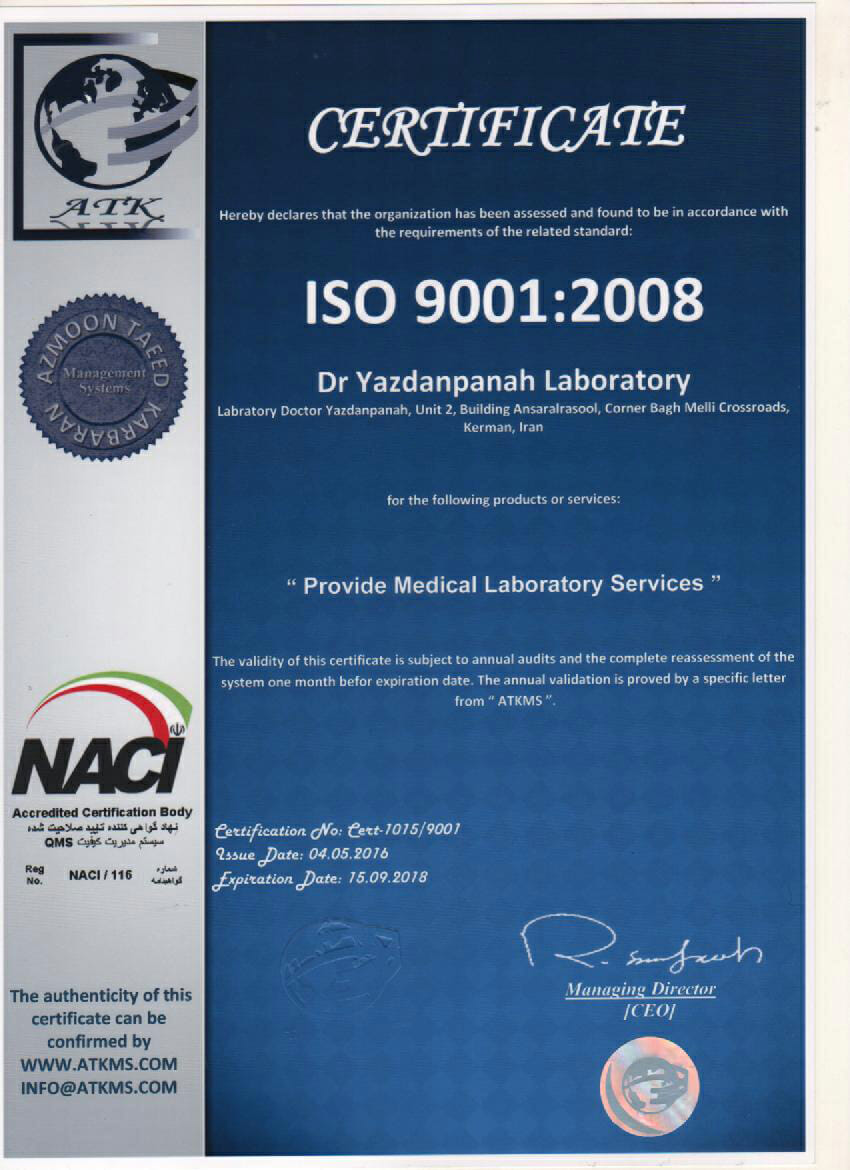 ATK
CERTIFICATE
Hereby declares that the organization has been assessed and found to be in accordance with
the requirements of the related standard:
ISO 9001:2008
Dr Yazdanpanah Laboratory
Labratory Doctor Yazdanpanah, Unit 2, Building Ansaralrasool, Corner Bagh Melli Crossroads,
Kerman, Iran
for the following products or services:
“ Provide Medical Laboratory Services ”
The validity of this certificate is subject to annual audits and the complete reassessment of the
system one month befor expiration date. The annual validation is proved by a specific letter
from “ ATKMS ”.
Certification No: Cert-1015/9001
Issue Date: 04.05.2016
Expiration Date: 15.09.2018
Managing Director
[CEO]
AZMOON TAEED KARBARAN
Management
Systems
NACI
Accredited Certification Body
نهاد گواهی کننده تایید صلاحیت شده
سیستم مدیریت کیفیت QMS
Reg No.
NACI / 116
شماره گواهینامه
The authenticity of this
certificate can be
confirmed by
WWW.ATKMS.COM
INFO@ATKMS.COM